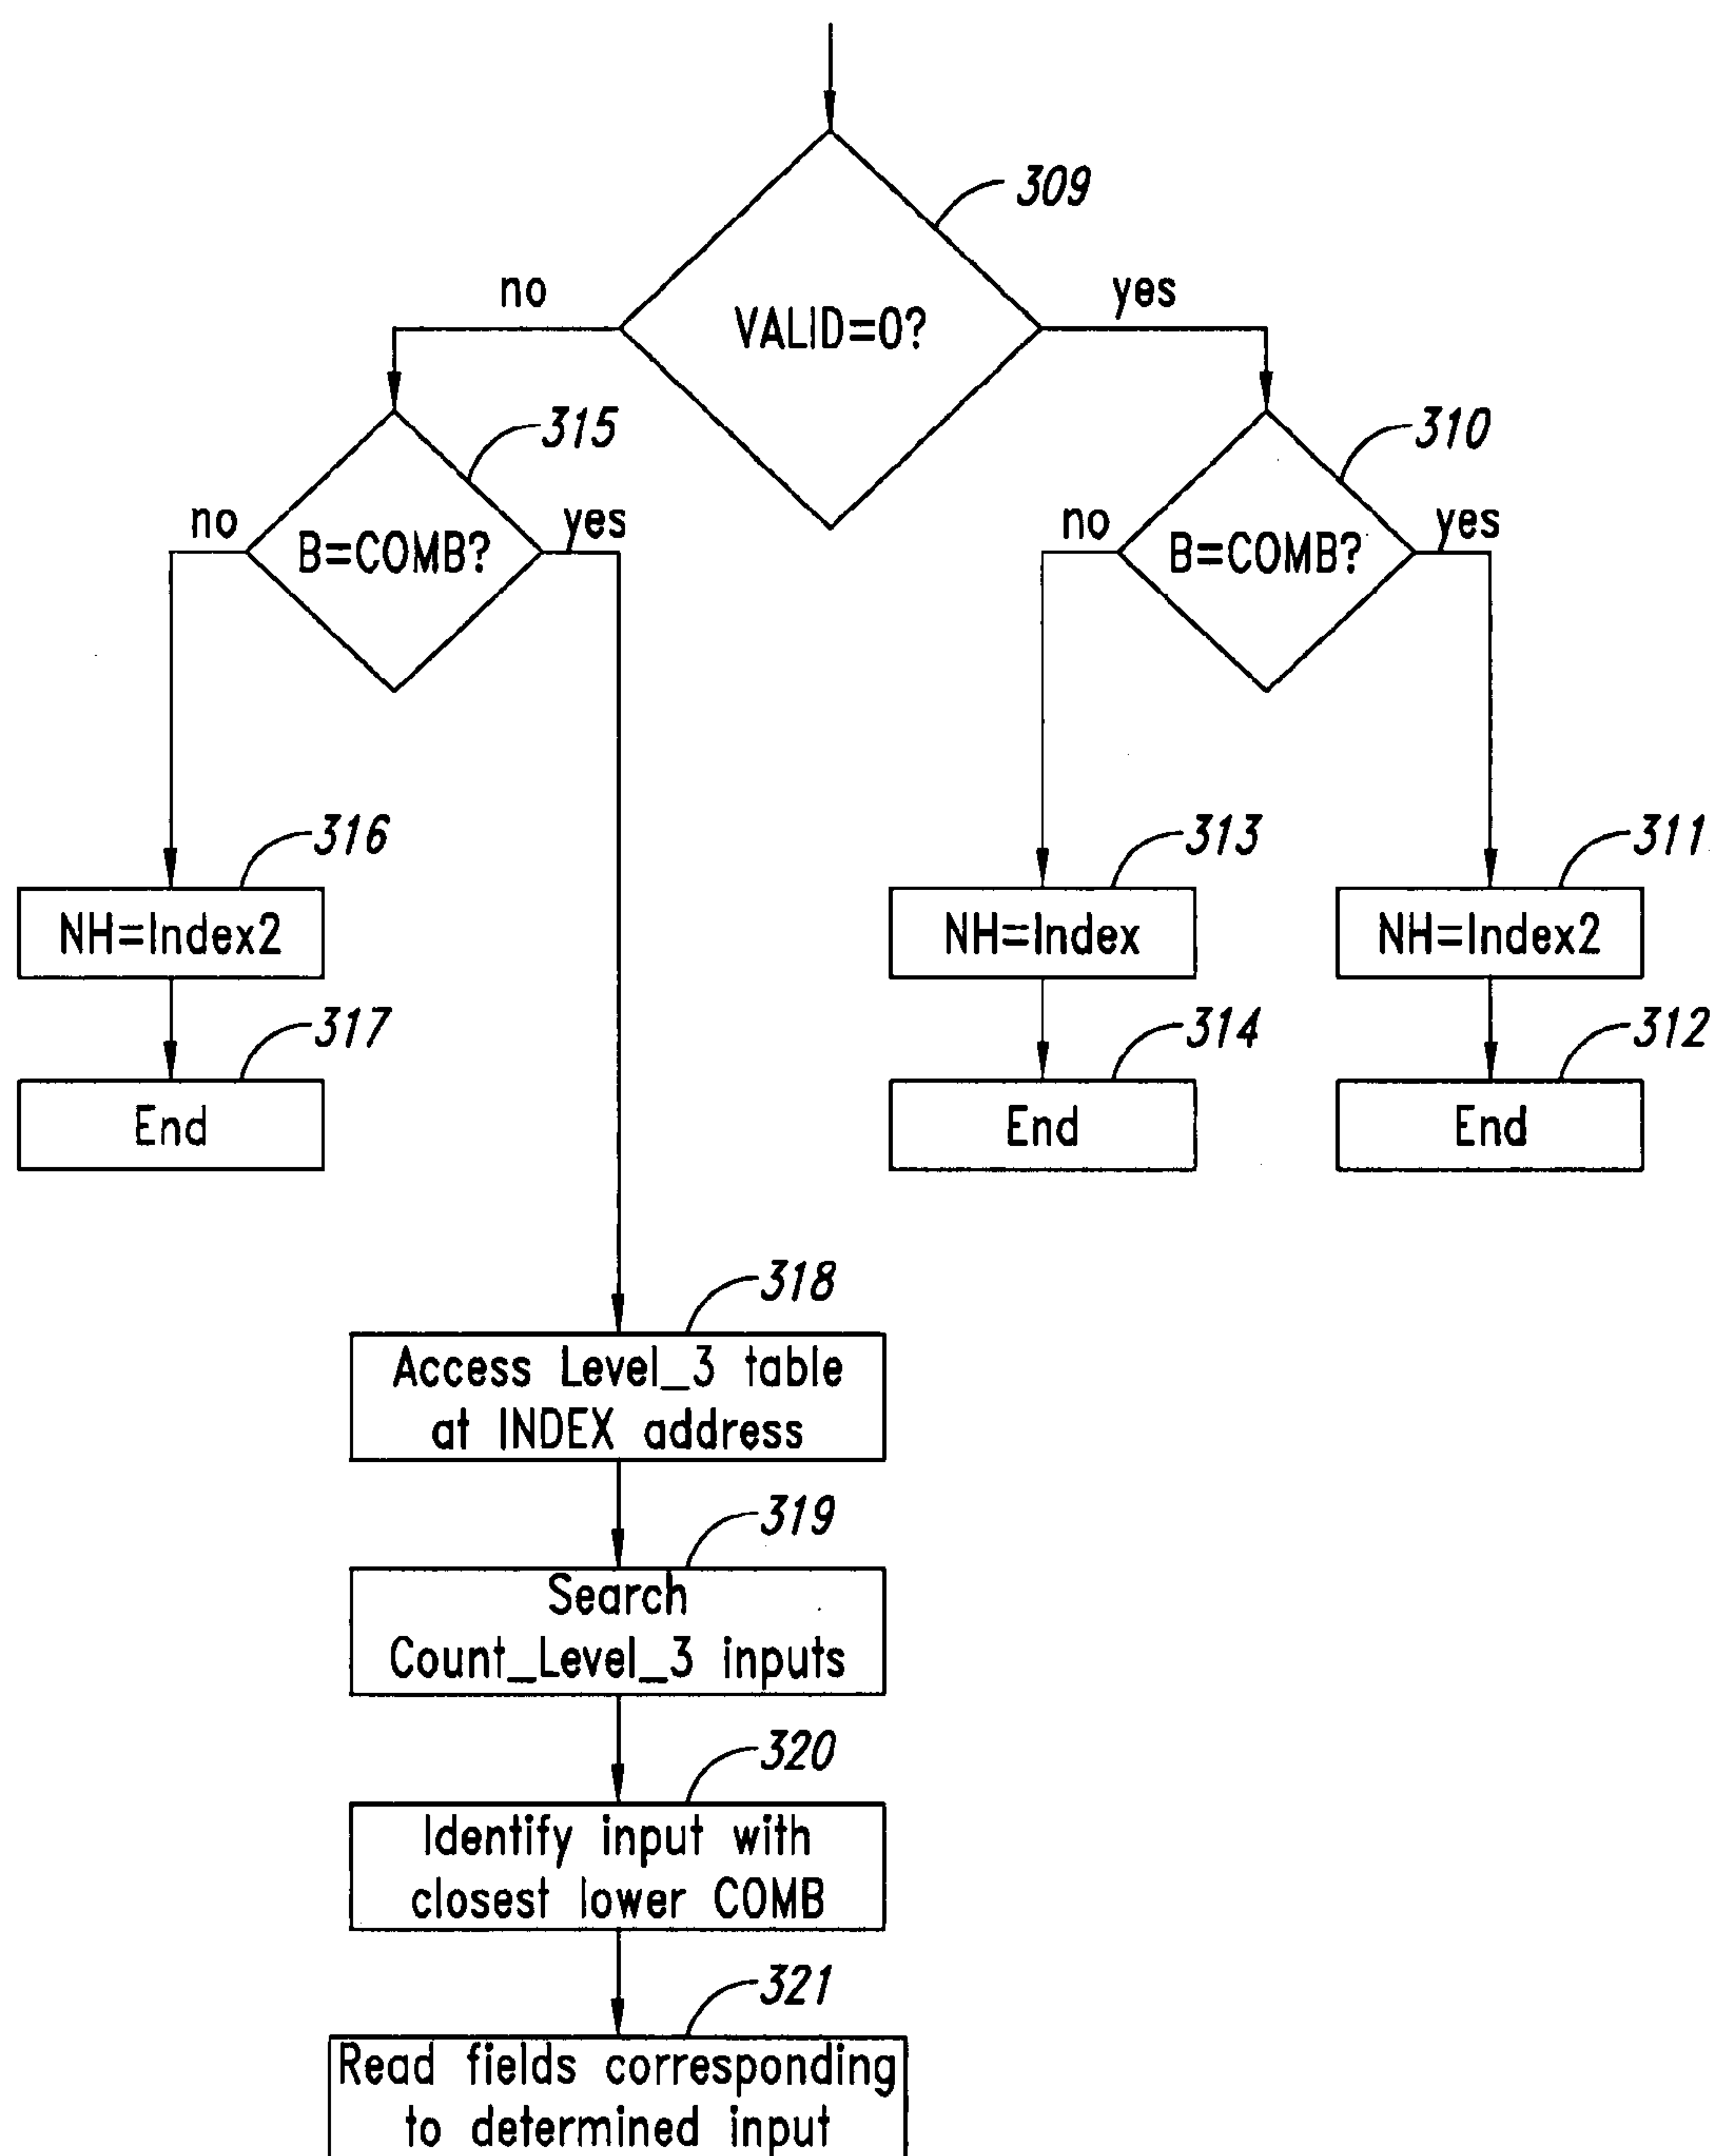 309
no
yes
VALID=0?
315
310
no
B=COMB?
yes
no
B=COMB?
yes
316
313
311
NH=Index2
NH=Index
NH=Index2
317
314
312
End
End
End
318
Access Level_3 table
at INDEX address
319
Search
Count_Level_3 inputs
320
Identify input with
closest lower COMB
321
Read fields corresponding
to determined input